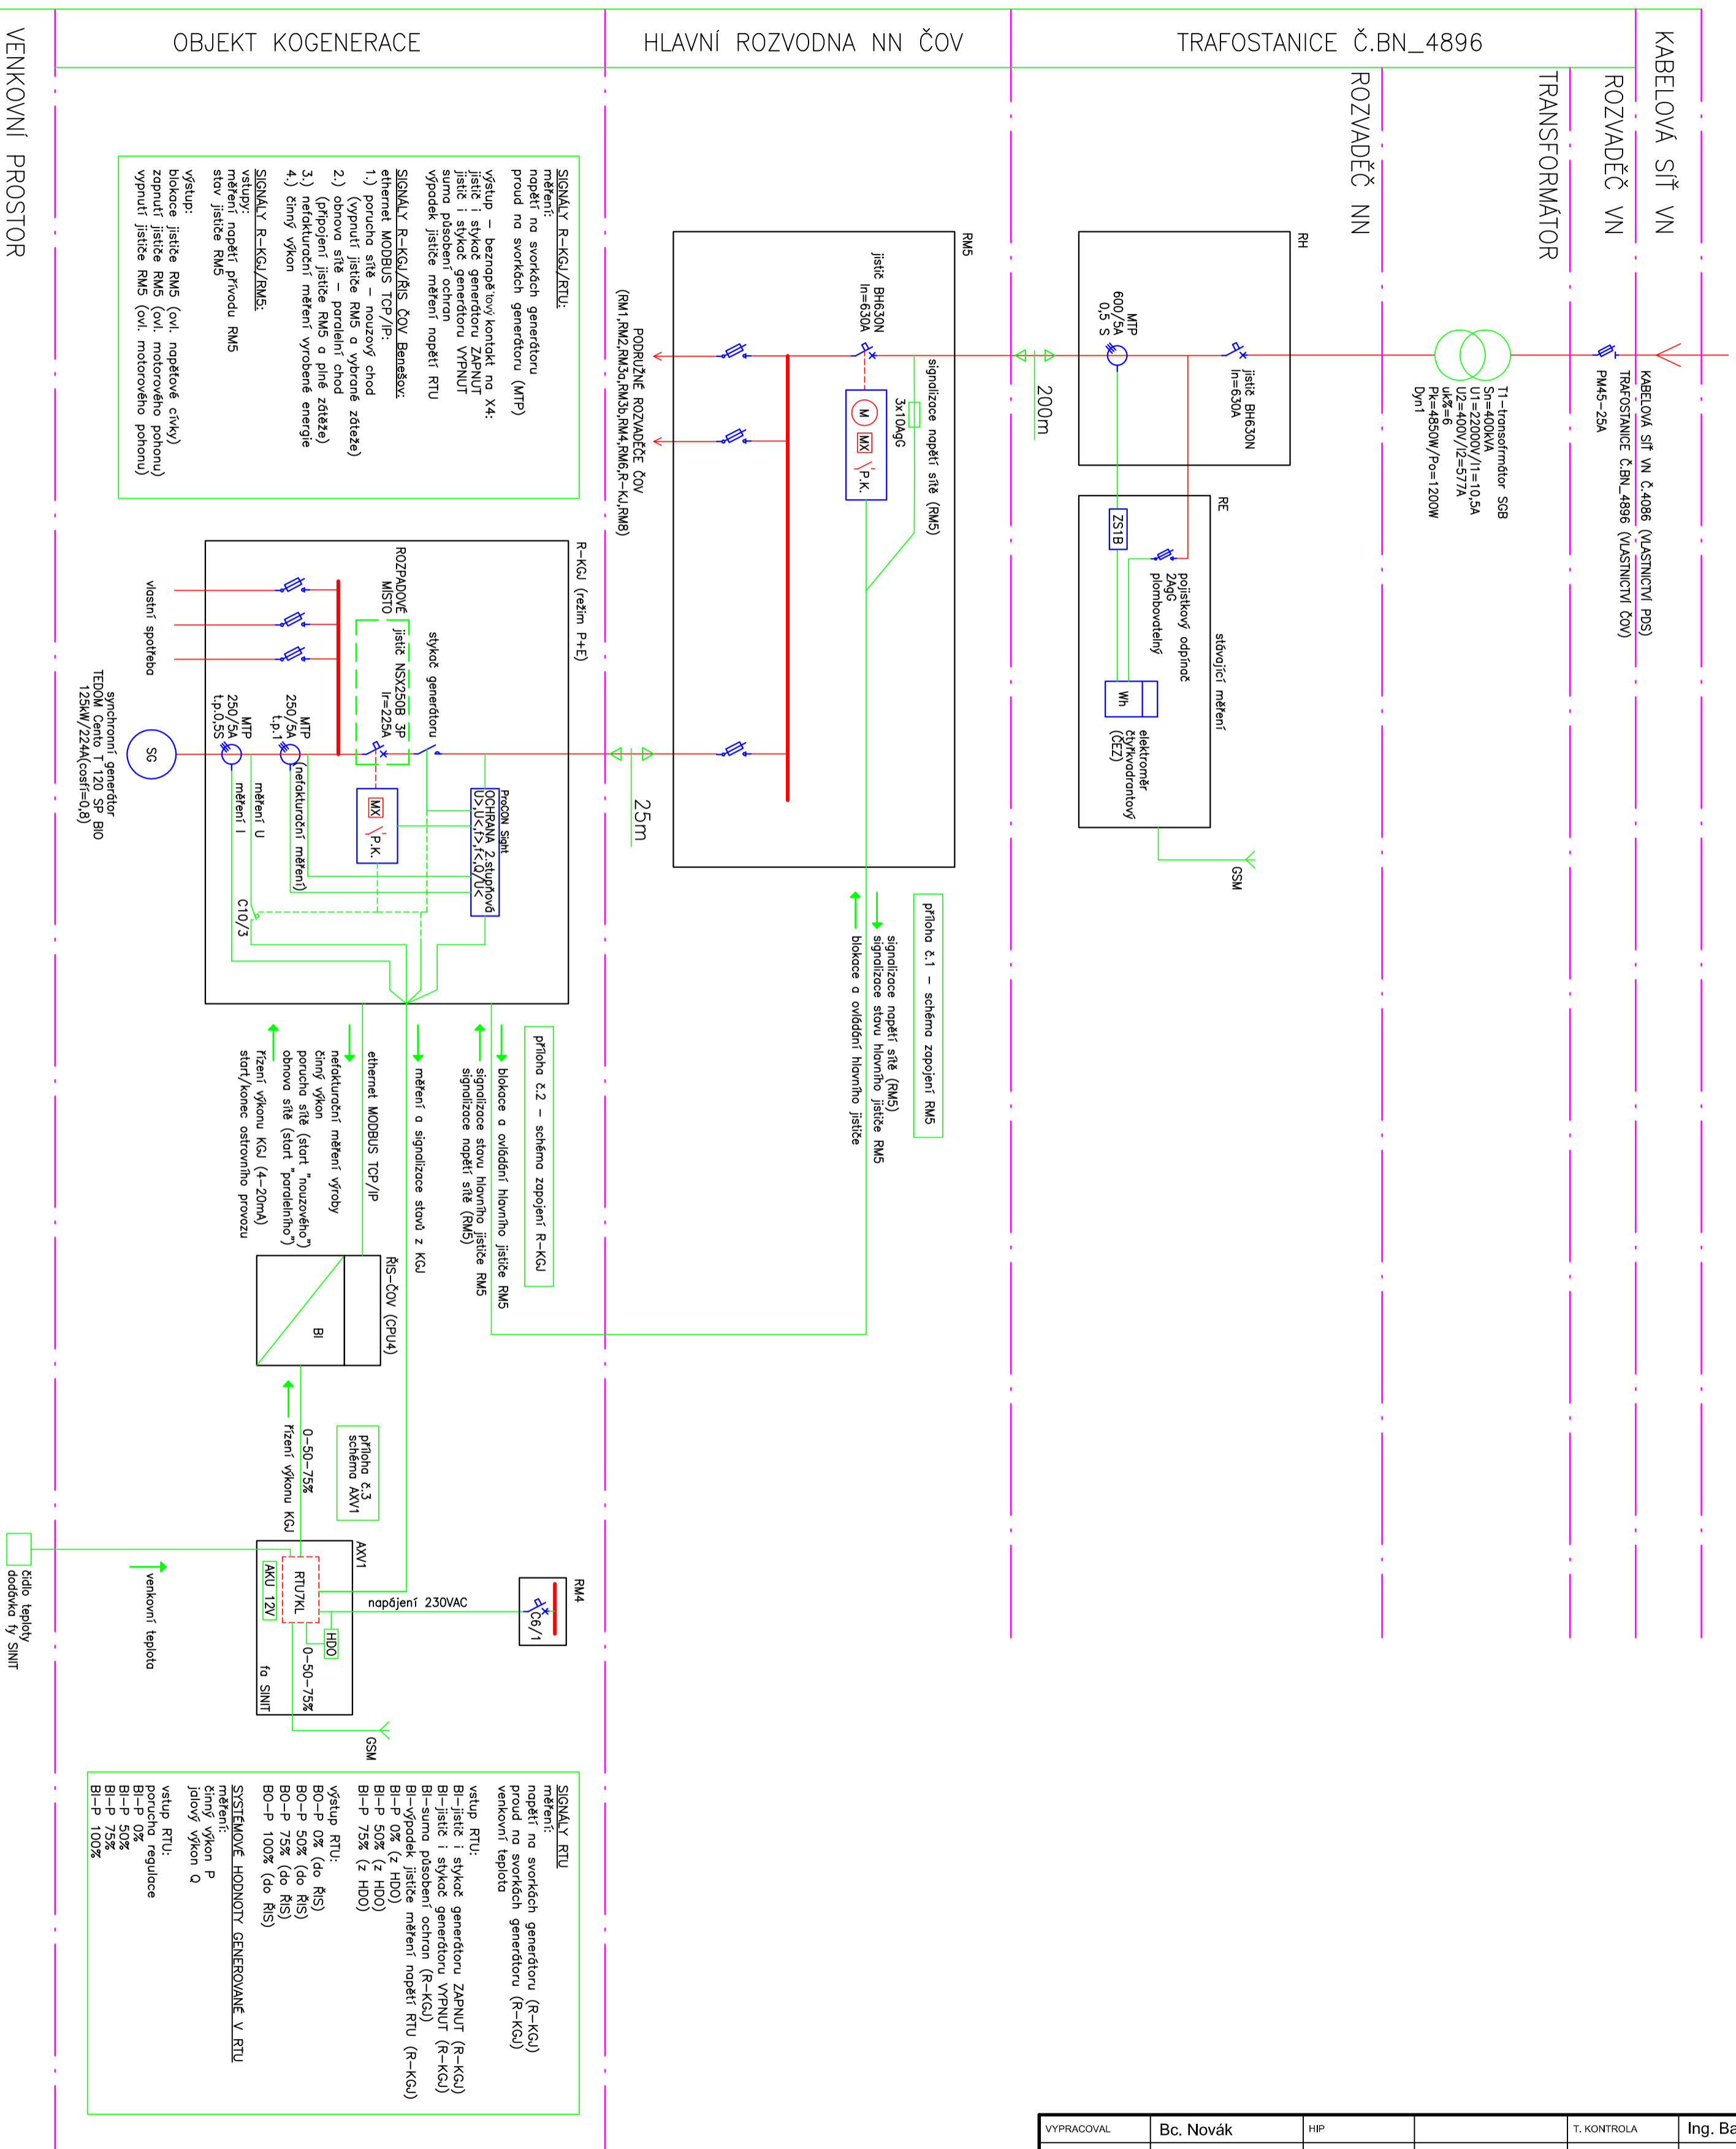 KABELOVÁ SÍŤ VN
ROZVADĚČ VN
TRANSFORMÁTOR
ROZVADĚČ NN
TRAFOSTANICE Č.BN_4896
HLAVNÍ ROZVODNA NN ČOV
OBJEKT KOGENERACE
VENKOVNÍ PROSTOR
KABELOVÁ SÍŤ VN Č.4086 (VLASTNICTVÍ PDS)
TRAFOSTANICE Č.BN_4896 (VLASTNICTVÍ ČOV)
PM45-25A
T1-transofrmátor SGB
Sn=400kVA
U1=22000V/I1=10,5A
U2=400V/I2=577A
uk%=6
Pk=4850W/Po=1200W
Dyn1
RH
jistič BH630N
In=630A
MTP
600/5A
0,5 S
RE
stávající měření
pojistkový odpínač
2AgG
plombovatelný
ZS1B
Wh
elektroměr
čtyřkvadrantový
(ČEZ)
GSM
200m
RM5
signalizace napětí sítě (RM5)
jistič BH630N
In=630A
3x10AgG
M
MX
P.K.
PODRUŽNÉ ROZVADĚČE ČOV
(RM1,RM2,RM3a,RM3b,RM4,RM6,R-KJ,RM8)
25m
příloha č.1 - schéma zapojení RM5
signalizace napětí sítě (RM5)
signalizace stavu hlavního jističe RM5
blokace a ovládání hlavního jističe
SIGNÁLY R-KGJ/RTU:
měření:
napětí na svorkách generátoru
proud na svorkách generátoru (MTP)
výstup - beznapěťový kontakt na X4:
jistič i stykač generátoru ZAPNUT
jistič i stykač generátoru VYPNUT
suma působení ochran
výpadek jističe měření napětí RTU
SIGNÁLY R-KGJ/ŘIS ČOV Benešov:
ethernet MODBUS TCP/IP:
1.) porucha sítě - nouzový chod
(vypnutí jističe RM5 a vybrané záteže)
2.) obnova sítě - paralelní chod
(připojení jističe RM5 a plné zátěže)
3.) nefakturační měření vyrobené energie
4.) činný výkon
SIGNÁLY R-KGJ/RM5:
vstupy:
měření napětí přívodu RM5
stav jističe RM5
výstup:
blokace jističe RM5 (ovl. napěťové cívky)
zapnutí jističe RM5 (ovl. motorového pohonu)
vypnutí jističe RM5 (ovl. motorového pohonu)
R-KGJ (režim P+E)
stykač generátoru
ROZPADOVÉ
MÍSTO
jistič NSX250B 3P
Ir=225A
ProCON Sight
OCHRANA 2.stupňová
U>,U<,f>,f<,Q/U<
MX
P.K.
MTP
250/5A
t.p.1
(nefakturační měření)
MTP
250/5A
t.p.0,5S
měření U
měření I
C10/3
vlastní spotřeba
SG
synchronní generátor
TEDOM Cento T 120 SP BIO
125kW/224A(cosfí=0,8)
příloha č.2 - schéma zapojení R-KGJ
blokace a ovládání hlavního jističe RM5
signalizace stavu hlavního jističe RM5
signalizace napětí sítě (RM5)
měření a signalizace stavů z KGJ
ethernet MODBUS TCP/IP
nefakturační měření výroby
činný výkon
porucha sítě (start "nouzového")
obnova sítě (start "paralelního")
řízení výkonu KGJ (4-20mA)
start/konec ostrovního provozu
ŘIS-ČOV (CPU4)
BI
příloha č.3
schéma AXV1
0-50-75%
řízení výkonu KGJ
RM4
C6/1
napájení 230VAC
AXV1
RTU7KL
AKU 12V
HDO
0-50-75%
fa SINIT
GSM
venkovní teplota
čidlo teploty
dodávka fy SINIT
SIGNÁLY RTU
měření:
napětí na svorkách generátoru (R-KGJ)
proud na svorkách generátoru (R-KGJ)
venkovní teplota
vstup RTU:
BI-jistič i stykač generátoru ZAPNUT (R-KGJ)
BI-jistič i stykač generátoru VYPNUT (R-KGJ)
BI-suma působení ochran (R-KGJ)
BI-výpadek jističe měření napětí RTU (R-KGJ)
BI-P 0% (z HDO)
BI-P 50% (z HDO)
BI-P 75% (z HDO)
výstup RTU:
BO-P 0% (do ŘIS)
BO-P 50% (do ŘIS)
BO-P 75% (do ŘIS)
BO-P 100% (do ŘIS)
SYSTÉMOVÉ HODNOTY GENEROVANÉ V RTU
měření:
činný výkon P
jalový výkon Q
vstup RTU:
porucha regulace
BI-P 0%
BI-P 50%
BI-P 75%
BI-P 100%
VYPRACOVAL Bc. Novák HIP T. KONTROLA Ing.